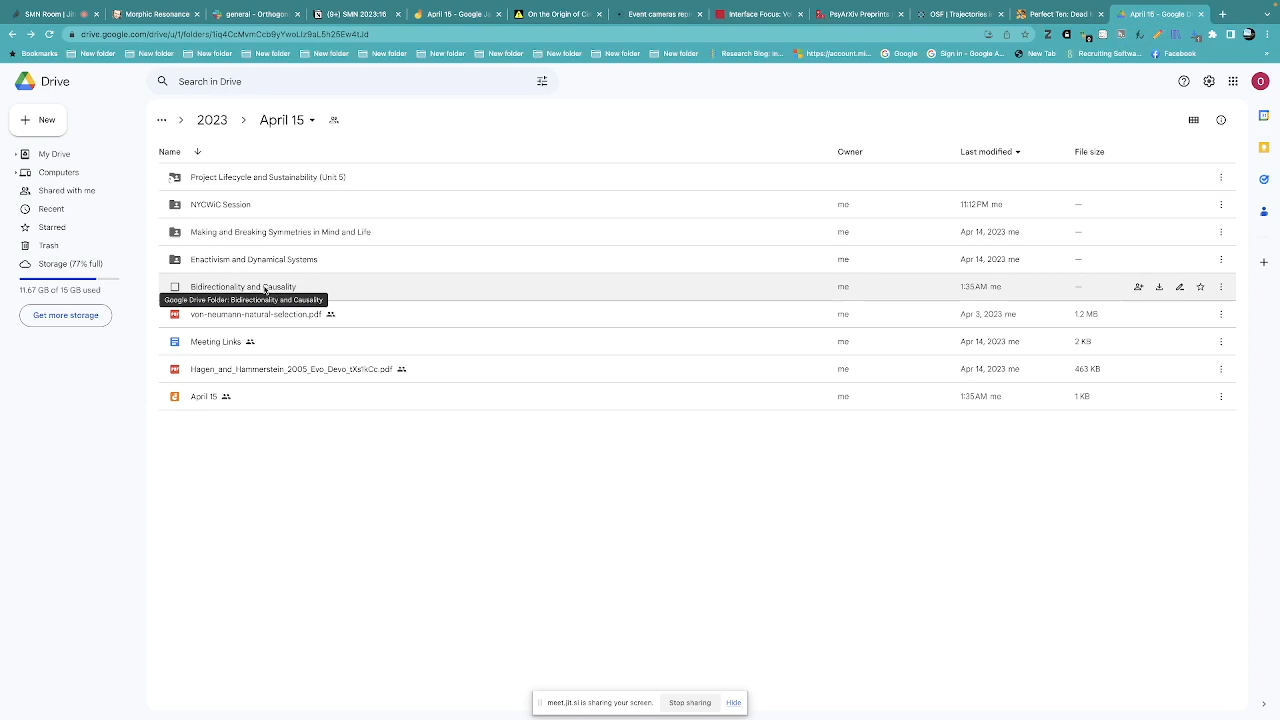 SMN Room | Jit
Morphic Resonance
general - Orthogon
(9+) SMN 2023:16
April 15 - Google Ja
On the Origin of Cir
Event cameras repr
Interface Focus: Vo
PsyArXiv Preprints
OSF | Trajectories i
Perfect Ten: Dead
April 15 - Google D
drive.google.com/drive/u/1/folders/
Bookmarks New folder New folder New folder New folder New folder New folder New folder New folder New folder New folder New folder Research Blog: in... https://account.mi... Google Sign in - Google A... New Tab Recruiting Softwa... Facebook »
Drive
Search in Drive
O
New
... > 2023 > April 15
Name
Owner
Last modified
File size
My Drive
Computers
Shared with me
Recent
Starred
Trash
Storage (77% full)
11.67 GB of 15 GB used
Get more storage
Project Lifecycle and Sustainability (Unit 5)
NYCWiC Session me 11:12 PM me —
Making and Breaking Symmetries in Mind and Life me Apr 14, 2023 me —
Enactivism and Dynamical Systems me Apr 14, 2023 me —
Bidirectionality and Causality me 1:35 AM me —
Google Drive Folder: Bidirectionality and Causality
von-neumann-natural-selection.pdf me Apr 3, 2023 me 1.2 MB
Meeting Links me Apr 14, 2023 me 2 KB
Hagen_and_Hammerstein_2005_Evo_Devo_tXs1kCc.pdf me Apr 14, 2023 me 463 KB
April 15 me 1:35 AM me 1 KB
meet.jit.si is sharing your screen. Stop sharing Hide